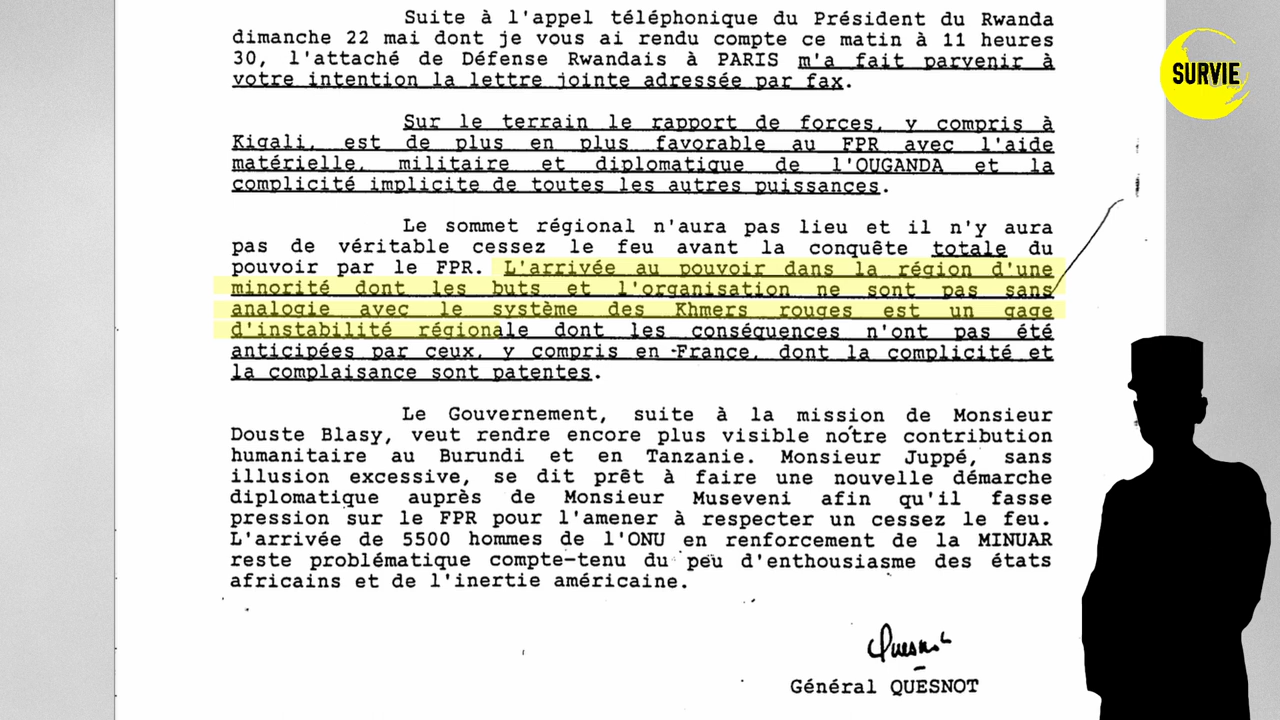 Suite à l'appel téléphonique du Président du Rwanda
dimanche 22 mai dont je vous ai rendu compte ce matin à 11 heures
30, l'attaché de Défense Rwandais à PARIS m'a fait parvenir à
votre intention la lettre jointe adressée par fax.
Sur le terrain le rapport de forces, y compris à
Kigali, est de plus en plus favorable au FPR avec l'aide
matérielle, militaire et diplomatique de l'OUGANDA et la
complicité implicite de toutes les autres puissances.
Le sommet régional n'aura pas lieu et il n'y aura
pas de véritable cessez le feu avant la conquête totale du
pouvoir par le FPR. L'arrivée au pouvoir dans la région d'une
minorité dont les buts et l'organisation ne sont pas sans
analogie avec le système des Khmers rouges est un gage
d'instabilité régionale dont les conséquences n'ont pas été
anticipées par ceux, y compris en France, dont la complicité et
la complaisance sont patentes.
Le Gouvernement, suite à la mission de Monsieur
Douste Blasy, veut rendre encore plus visible notre contribution
humanitaire au Burundi et en Tanzanie. Monsieur Juppé, sans
illusion excessive, se dit prêt à faire une nouvelle démarche
diplomatique auprès de Monsieur Museveni afin qu'il fasse
pression sur le FPR pour l'amener à respecter un cessez le feu.
L'arrivée de 5500 hommes de l'ONU en renforcement de la MINUAR
reste problématique compte-tenu du peu d'enthousiasme des états
africains et de l'inertie américaine.
Quesnot
Général QUESNOT
SURVIE